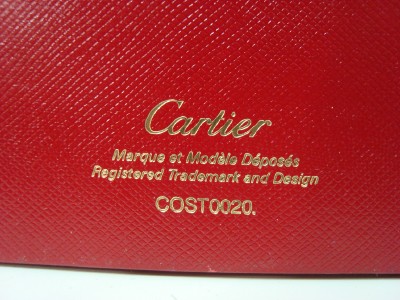 Cartier
Marque et Modèle Déposés
Registered Trademark and Design
COST0020.